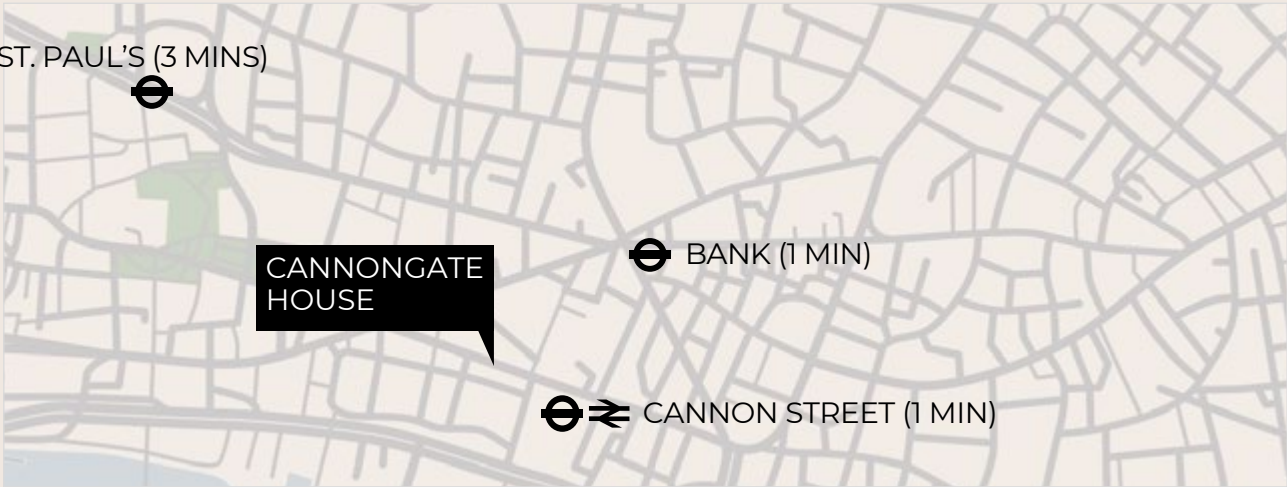 ST. PAUL’S (3 MINS)
BANK (1 MIN)
CANNONGATE
HOUSE
CANNON STREET (1 MIN)